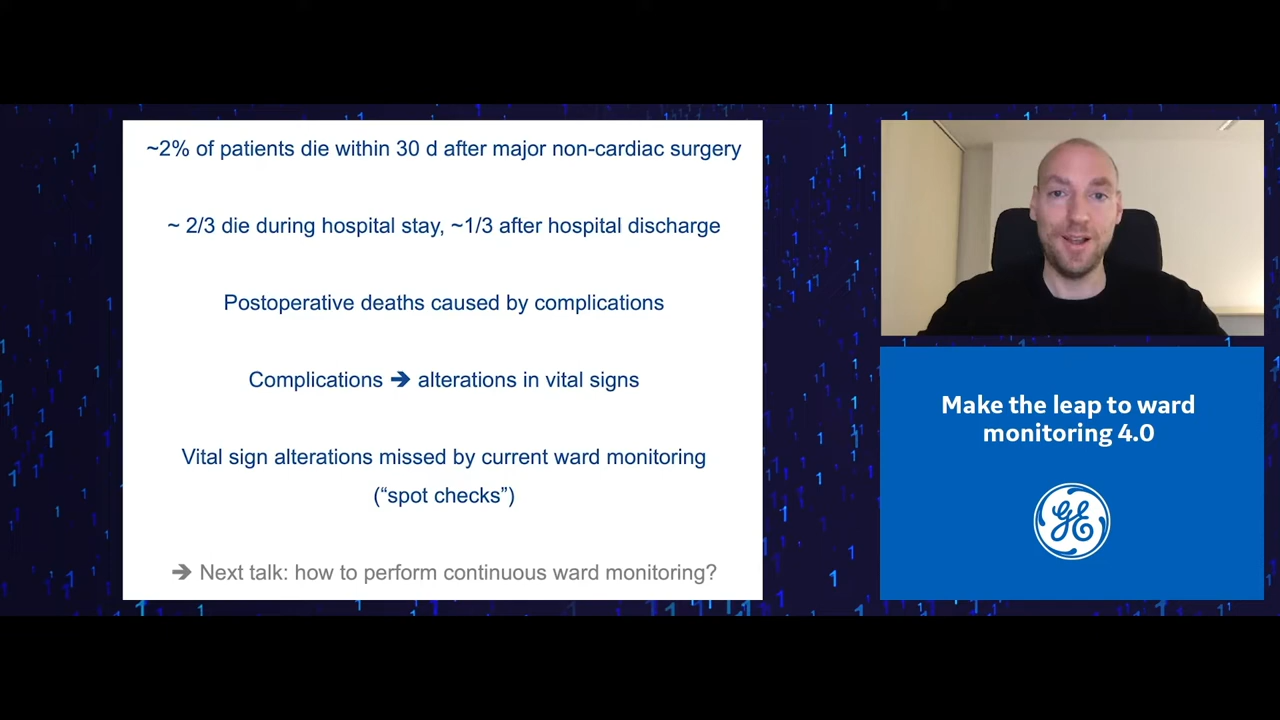 ~2% of patients die within 30 d after major non-cardiac surgery
~ 2/3 die during hospital stay, ~1/3 after hospital discharge
Postoperative deaths caused by complications
Complications ➔ alterations in vital signs
Vital sign alterations missed by current ward monitoring
(“spot checks”)
➔ Next talk: how to perform continuous ward monitoring?
Make the leap to ward
monitoring 4.0
GE